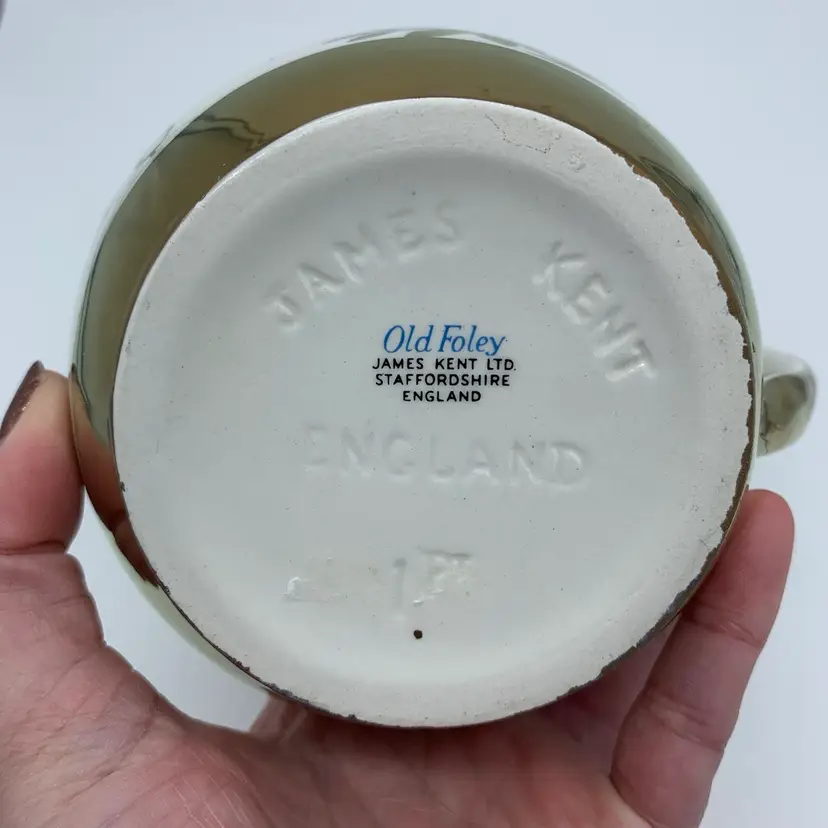 JAMES KENT
Old Foley
JAMES KENT LTD.
STAFFORDSHIRE
ENGLAND
ENGLAND